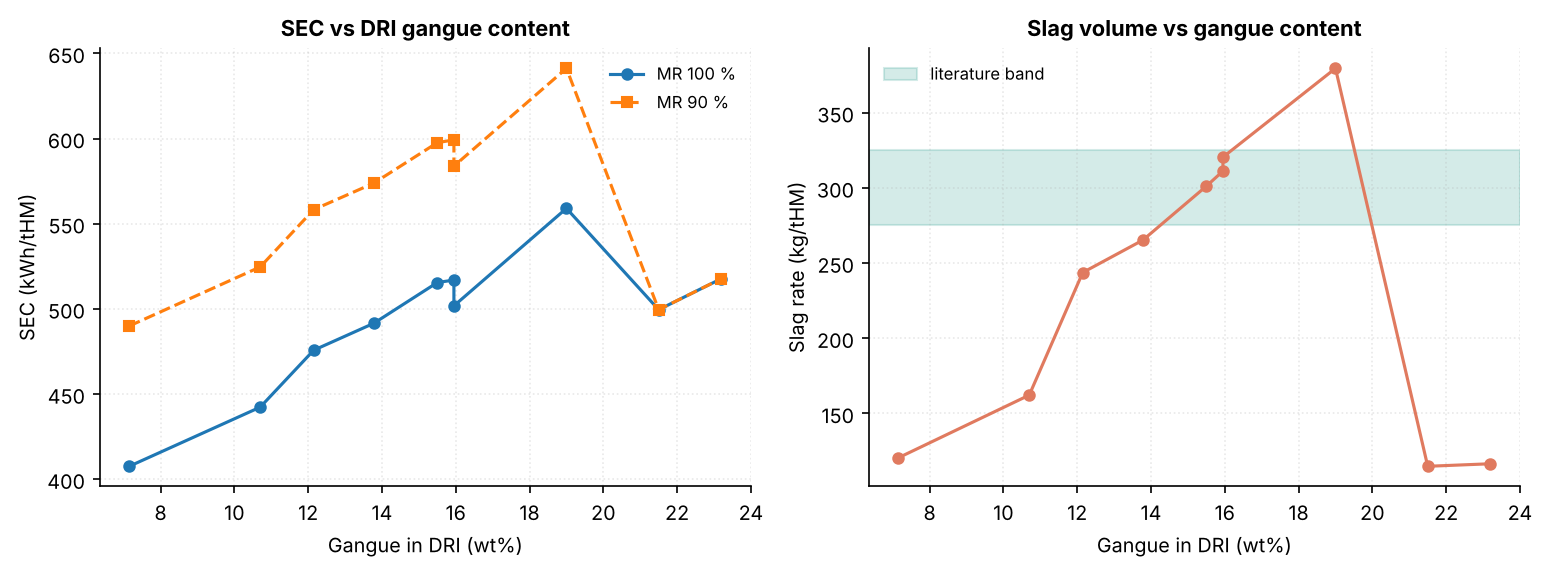 SEC vs DRI gangue content
650
600
550
500
450
400
SEC (kWh/tHM)
MR 100 %
MR 90 %
8 10 12 14 16 18 20 22 24
Gangue in DRI (wt%)
Slag volume vs gangue content
350
300
250
200
150
Slag rate (kg/tHM)
literature band
8 10 12 14 16 18 20 22 24
Gangue in DRI (wt%)